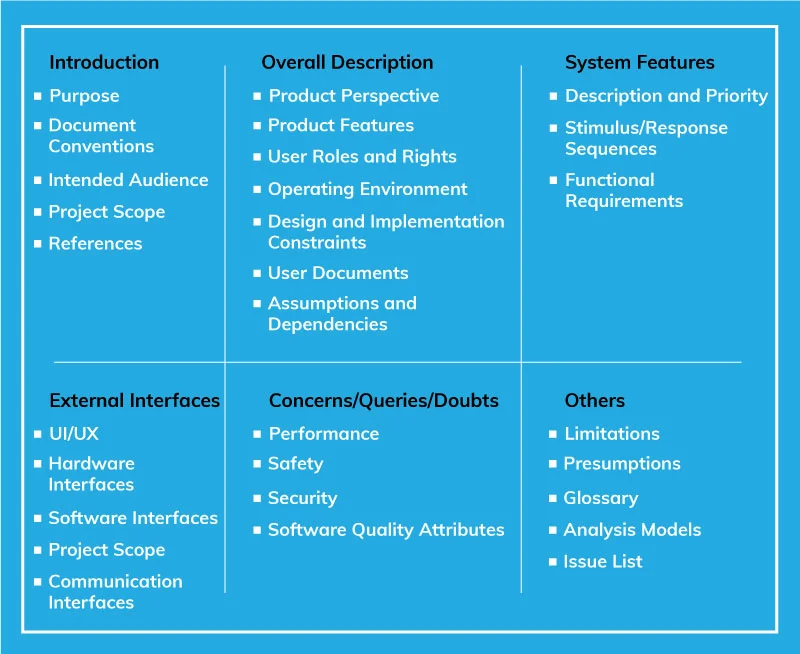 Introduction
Purpose
Document
Conventions
Intended Audience
Project Scope
References
Overall Description
Product Perspective
Product Features
User Roles and Rights
Operating Environment
Design and Implementation
Constraints
User Documents
Assumptions and
Dependencies
System Features
Description and Priority
Stimulus/Response
Sequences
Functional
Requirements
External Interfaces
UI/UX
Hardware
Interfaces
Software Interfaces
Project Scope
Communication
Interfaces
Concerns/Queries/Doubts
Performance
Safety
Security
Software Quality Attributes
Others
Limitations
Presumptions
Glossary
Analysis Models
Issue List